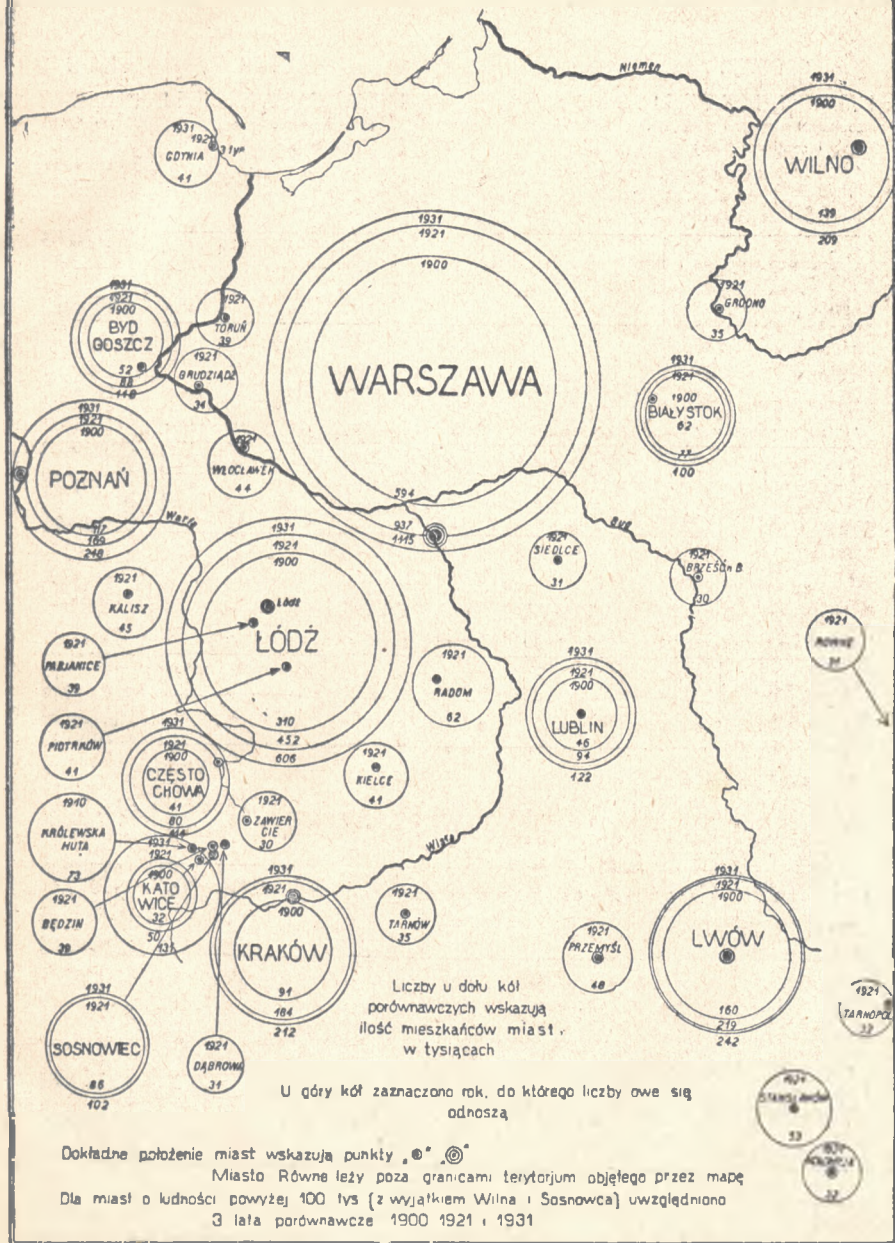 Niemen
1931
1900
WILNO
139
209
1931
1921
3 tys
GDYNIA
41
1931
1921
1900
WARSZAWA
594
937
1115
1921
GRODNO
35
1931
1921
1900
BYD
GOSZCZ
52
88
118
1921
TORUŃ
39
1921
GRUDZIĄDZ
34
1931
1921
1900
BIAŁYSTOK
62
77
100
1931
1921
1900
POZNAŃ
117
169
248
1921
WŁOCŁAWEK
44
Warta
Bug
1921
SIEDLCE
31
1921
BRZEŚĆ n B.
30
1921
KALISZ
45
1931
1921
1900
Łódź
ŁÓDŹ
310
452
606
1921
PABJANICE
39
1921
RÓWNE
1921
RADOM
62
1931
1921
1900
LUBLIN
46
94
122
1921
PIOTRKÓW
41
1931
1921
1900
CZĘSTO
CHOWA
41
80
1921
KIELCE
41
1921
ZAWIER
CIE
30
1910
KRÓLEWSKA
HUTA
73
1931
1921
1900
KATO
WICE
32
50
131
Wisła
1921
BĘDZIN
1931
1921
1900
KRAKÓW
91
184
212
1921
TARNÓW
35
1921
PRZEMYŚL
48
1931
1921
1900
LWÓW
160
219
242
1931
1921
SOSNOWIEC
86
102
1921
DĄBROWA
31
1921
TARNOPOL
1921
STANISŁAWÓW
53
KOŁOMYJA
Liczby u dołu kół
porównawczych wskazują
ilość mieszkańców miast
w tysiącach
U góry kół zaznaczono rok, do którego liczby owe się
odnoszą
Dokładne położenie miast wskazują punkty „◉" „◎"
Miasto Równe leży poza granicami terytorjum objętego przez mapę
Dla miast o ludności powyżej 100 tys (z wyjątkiem Wilna i Sosnowca) uwzględniono
3 lata porównawcze 1900 1921 i 1931